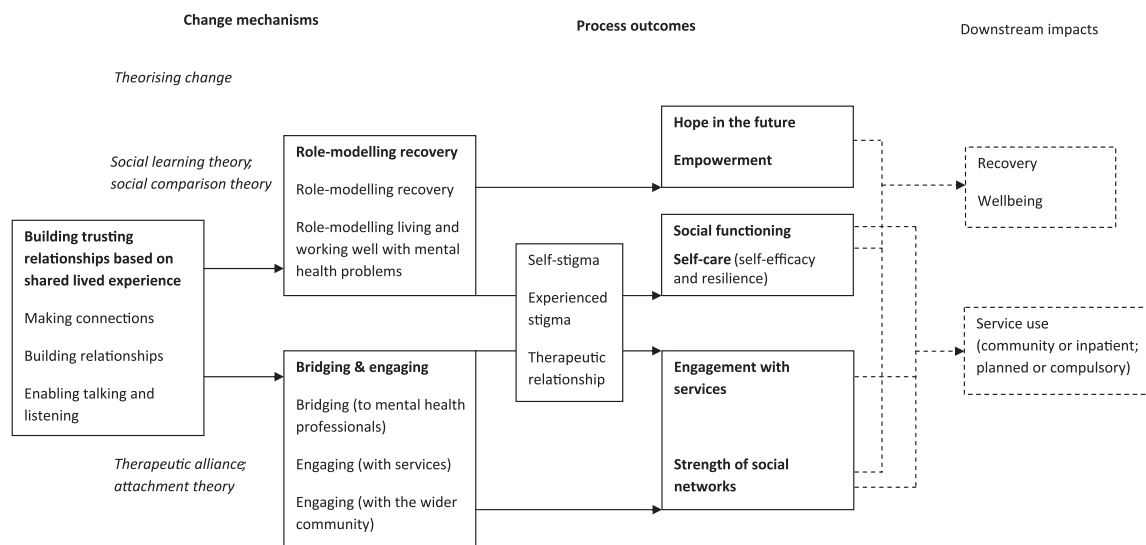 Change mechanisms
Process outcomes
Downstream impacts
Theorising change
Social learning theory;
social comparison theory
Building trusting
relationships based on
shared lived experience
Making connections
Building relationships
Enabling talking and
listening
Therapeutic alliance;
attachment theory
Role-modelling recovery
Role-modelling recovery
Role-modelling living and
working well with mental
health problems
Bridging & engaging
Bridging (to mental health
professionals)
Engaging (with services)
Engaging (with the wider
community)
Self-stigma
Experienced
stigma
Therapeutic
relationship
Hope in the future
Empowerment
Social functioning
Self-care (self-efficacy
and resilience)
Engagement with
services
Strength of social
networks
Recovery
Wellbeing
Service use
(community or inpatient;
planned or compulsory)